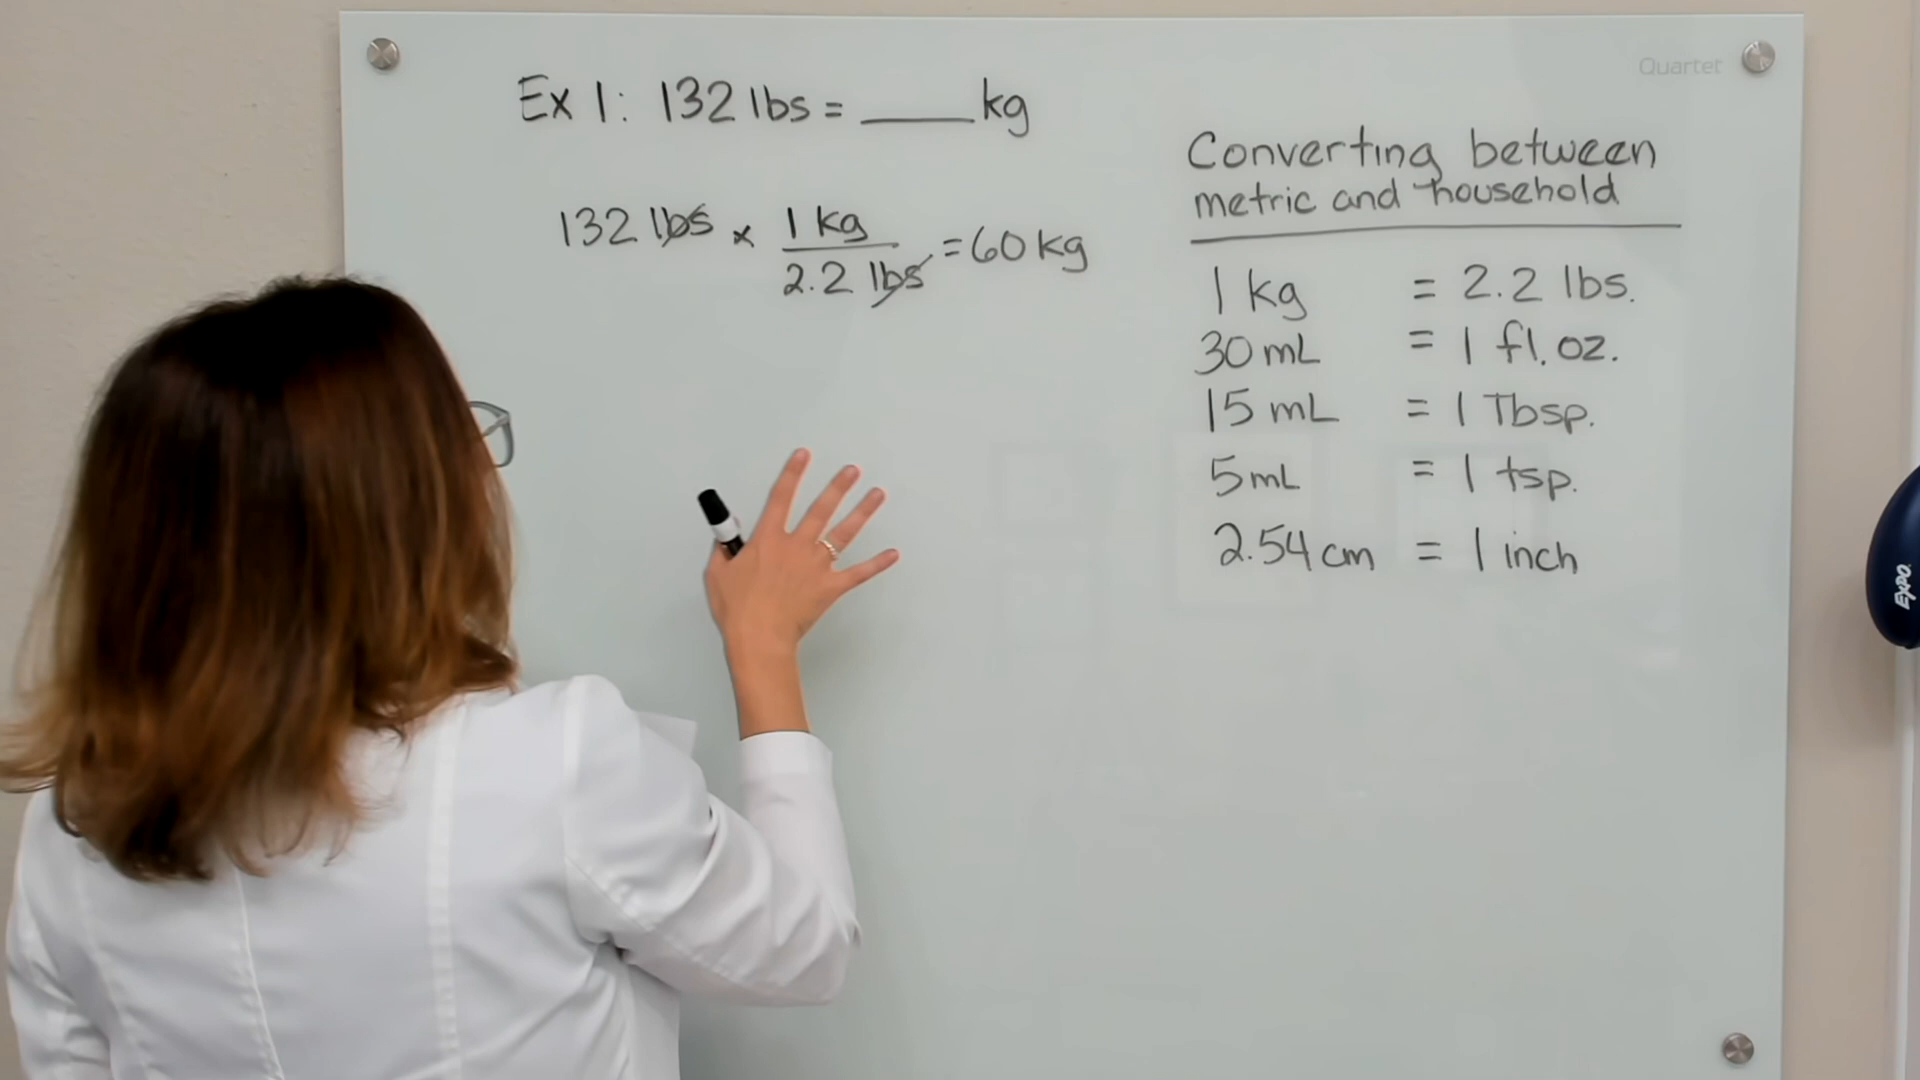 Quartet
Ex 1: 132 lbs = ____ kg
132 lbs × 1 kg / 2.2 lbs = 60 kg
Converting between
metric and household
1 kg = 2.2 lbs.
30 mL = 1 fl. oz.
15 mL = 1 Tbsp.
5 mL = 1 tsp.
2.54 cm = 1 inch
EXPO